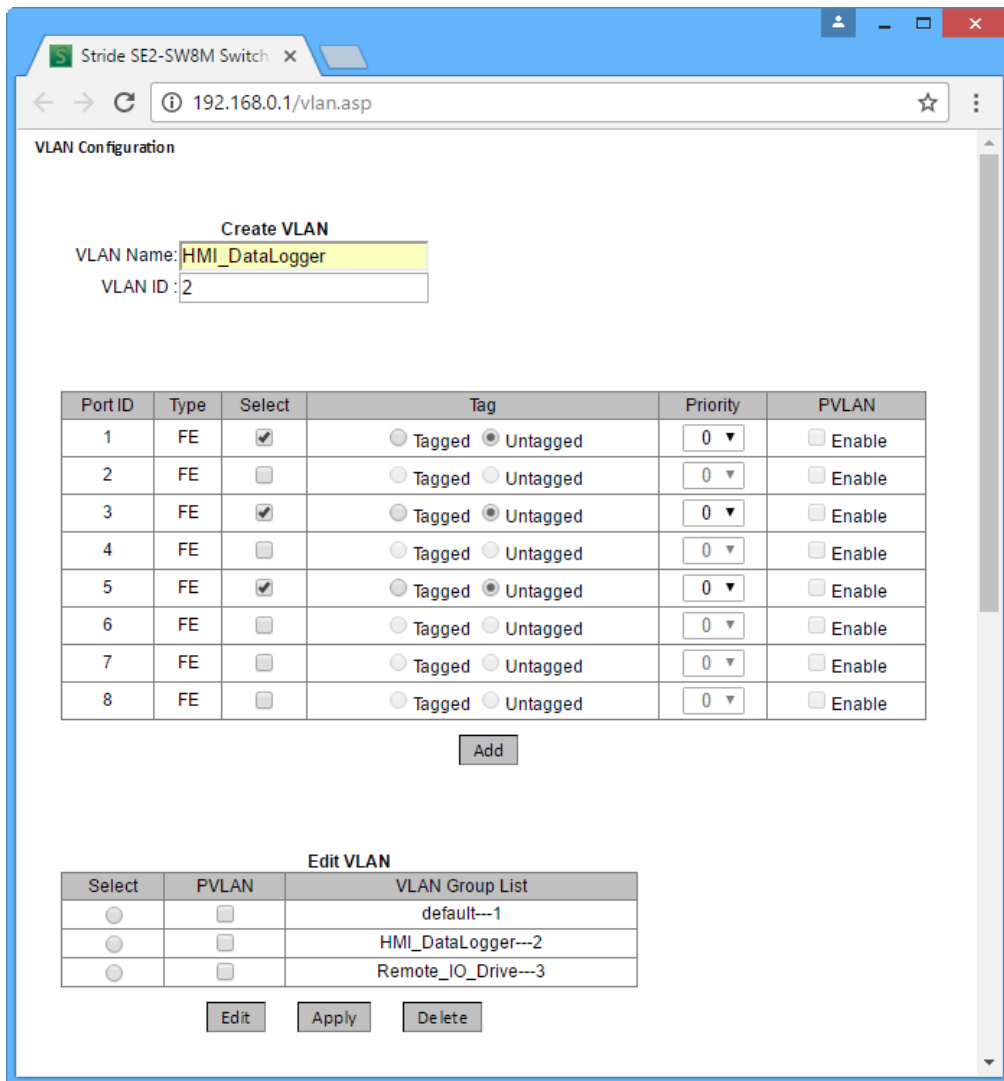 Stride SE2-SW8M Switch
192.168.0.1/vlan.asp
VLAN Configuration
Create VLAN
VLAN Name: HMI_DataLogger
VLAN ID : 2
Port ID Type Select Tag Priority PVLAN
1 FE Tagged Untagged 0 Enable
2 FE Tagged Untagged 0 Enable
3 FE Tagged Untagged 0 Enable
4 FE Tagged Untagged 0 Enable
5 FE Tagged Untagged 0 Enable
6 FE Tagged Untagged 0 Enable
7 FE Tagged Untagged 0 Enable
8 FE Tagged Untagged 0 Enable
Add
Edit VLAN
Select PVLAN VLAN Group List
default---1
HMI_DataLogger---2
Remote_IO_Drive---3
Edit Apply Delete